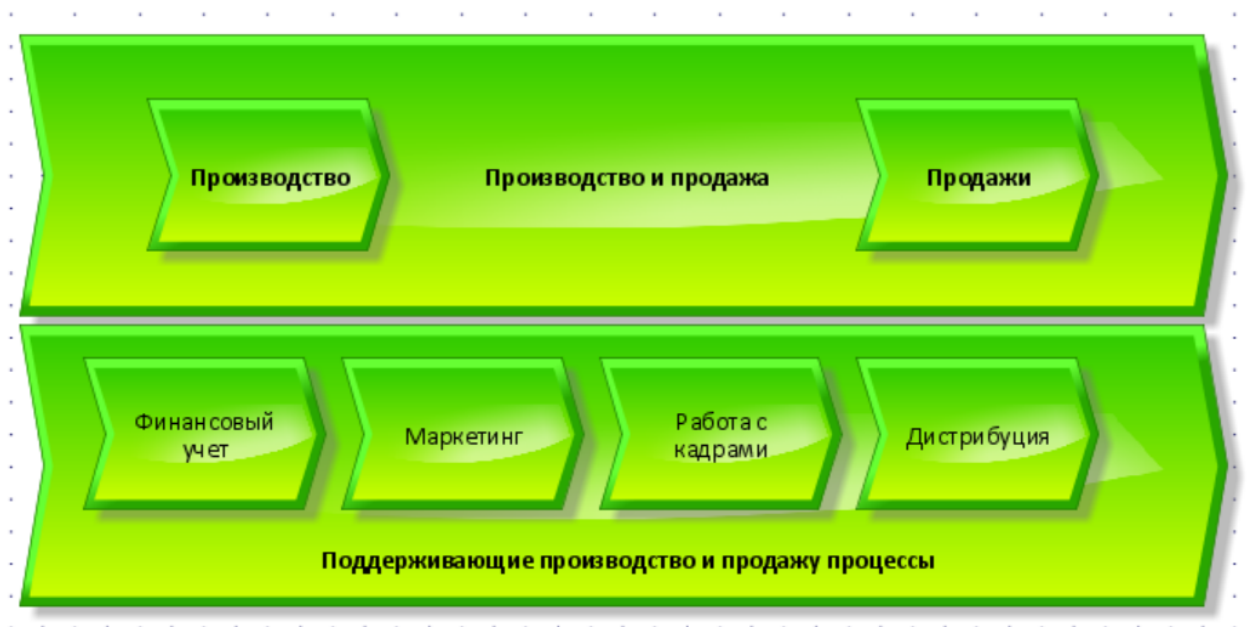 Производство
Производство и продажа
Продажи
Финансовый
учет
Маркетинг
Работа с
кадрами
Дистрибуция
Поддерживающие производство и продажу процессы